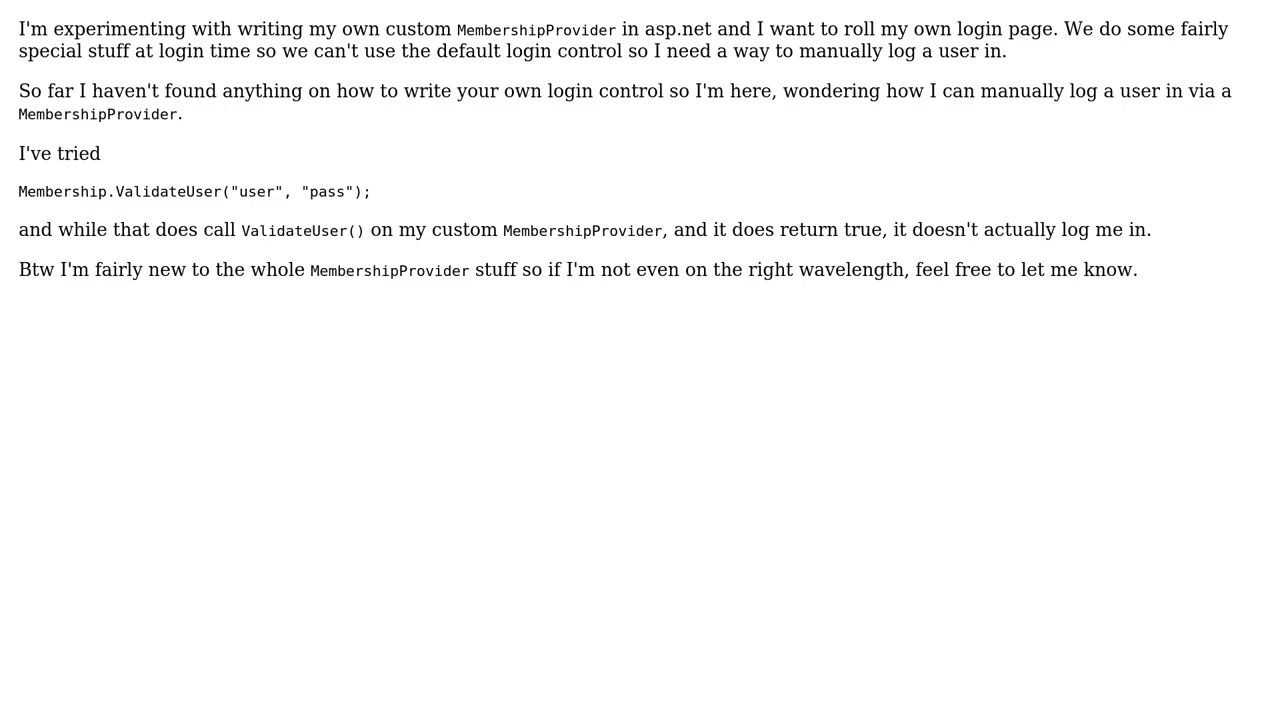 I'm experimenting with writing my own custom MembershipProvider in asp.net and I want to roll my own login page. We do some fairly
special stuff at login time so we can't use the default login control so I need a way to manually log a user in.
So far I haven't found anything on how to write your own login control so I'm here, wondering how I can manually log a user in via a
MembershipProvider.
I've tried
Membership.ValidateUser("user", "pass");
and while that does call ValidateUser() on my custom MembershipProvider, and it does return true, it doesn't actually log me in.
Btw I'm fairly new to the whole MembershipProvider stuff so if I'm not even on the right wavelength, feel free to let me know.